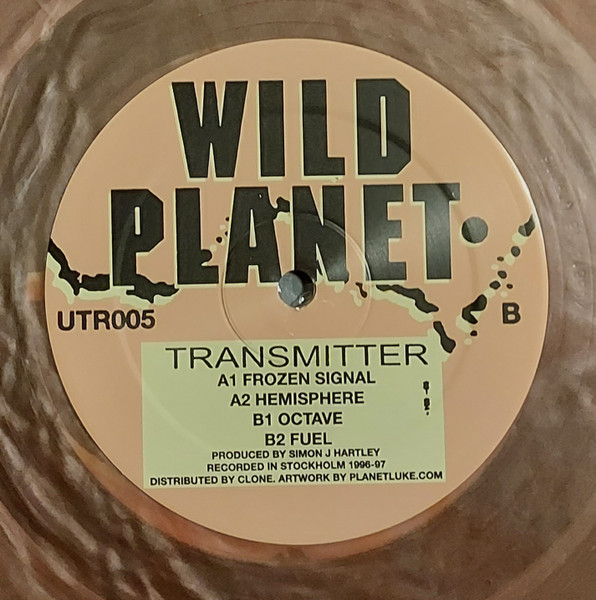 WILD
PLANET
UTR005
B
TRANSMITTER
A1 FROZEN SIGNAL
A2 HEMISPHERE
B1 OCTAVE
B2 FUEL
PRODUCED BY SIMON J HARTLEY
RECORDED IN STOCKHOLM 1996-97
DISTRIBUTED BY CLONE. ARTWORK BY PLANETLUKE.COM